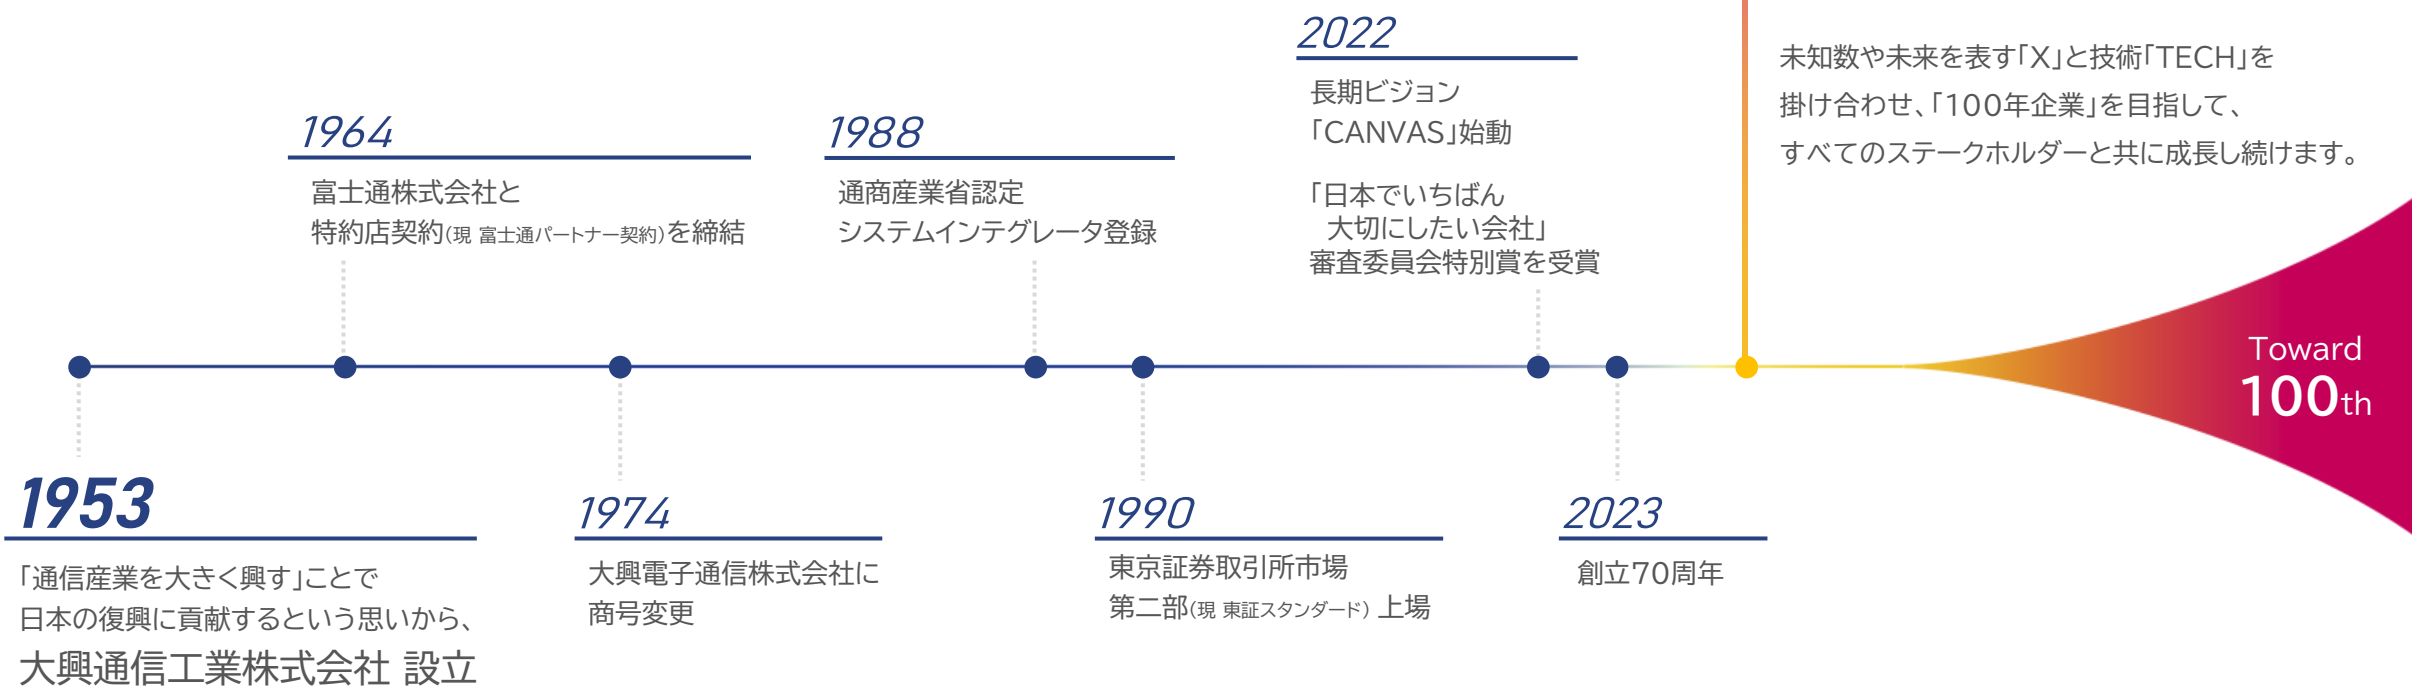 1953
「通信産業を大きく興す」ことで
日本の復興に貢献するという思いから、
大興通信工業株式会社 設立
1964
富士通株式会社と
特約店契約(現 富士通パートナー契約)を締結
1974
大興電子通信株式会社に
商号変更
1988
通商産業省認定
システムインテグレータ登録
1990
東京証券取引所市場
第二部(現 東証スタンダード) 上場
2022
長期ビジョン
「CANVAS」始動
「日本でいちばん
大切にしたい会社」
審査委員会特別賞を受賞
2023
創立70周年
未知数や未来を表す「X」と技術「TECH」を
掛け合わせ、「100年企業」を目指して、
すべてのステークホルダーと共に成長し続けます。
Toward
100th